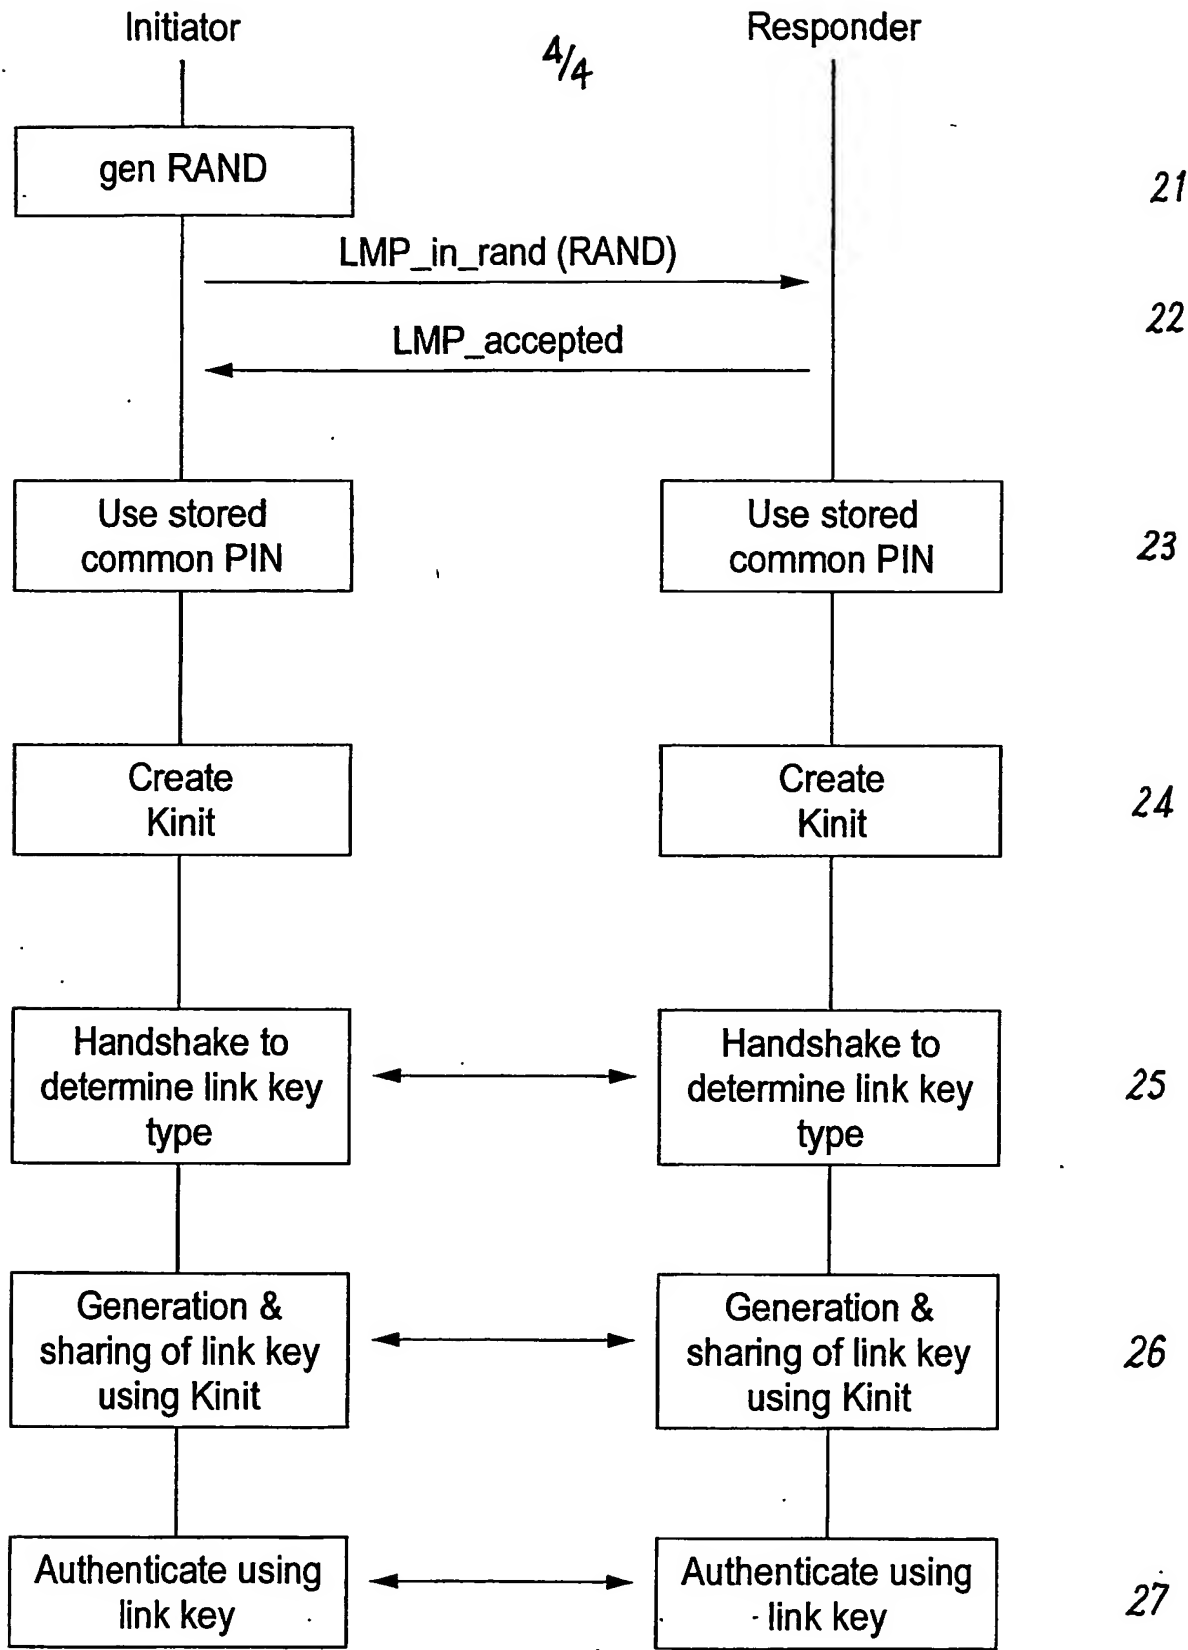 Initiator
4/4
Responder
gen RAND
21
LMP_in_rand (RAND)
22
LMP_accepted
Use stored
common PIN
Use stored
common PIN
23
Create
Kinit
Create
Kinit
24
Handshake to
determine link key
type
Handshake to
determine link key
type
25
Generation &
sharing of link key
using Kinit
Generation &
sharing of link key
using Kinit
26
Authenticate using
link key
Authenticate using
link key
27